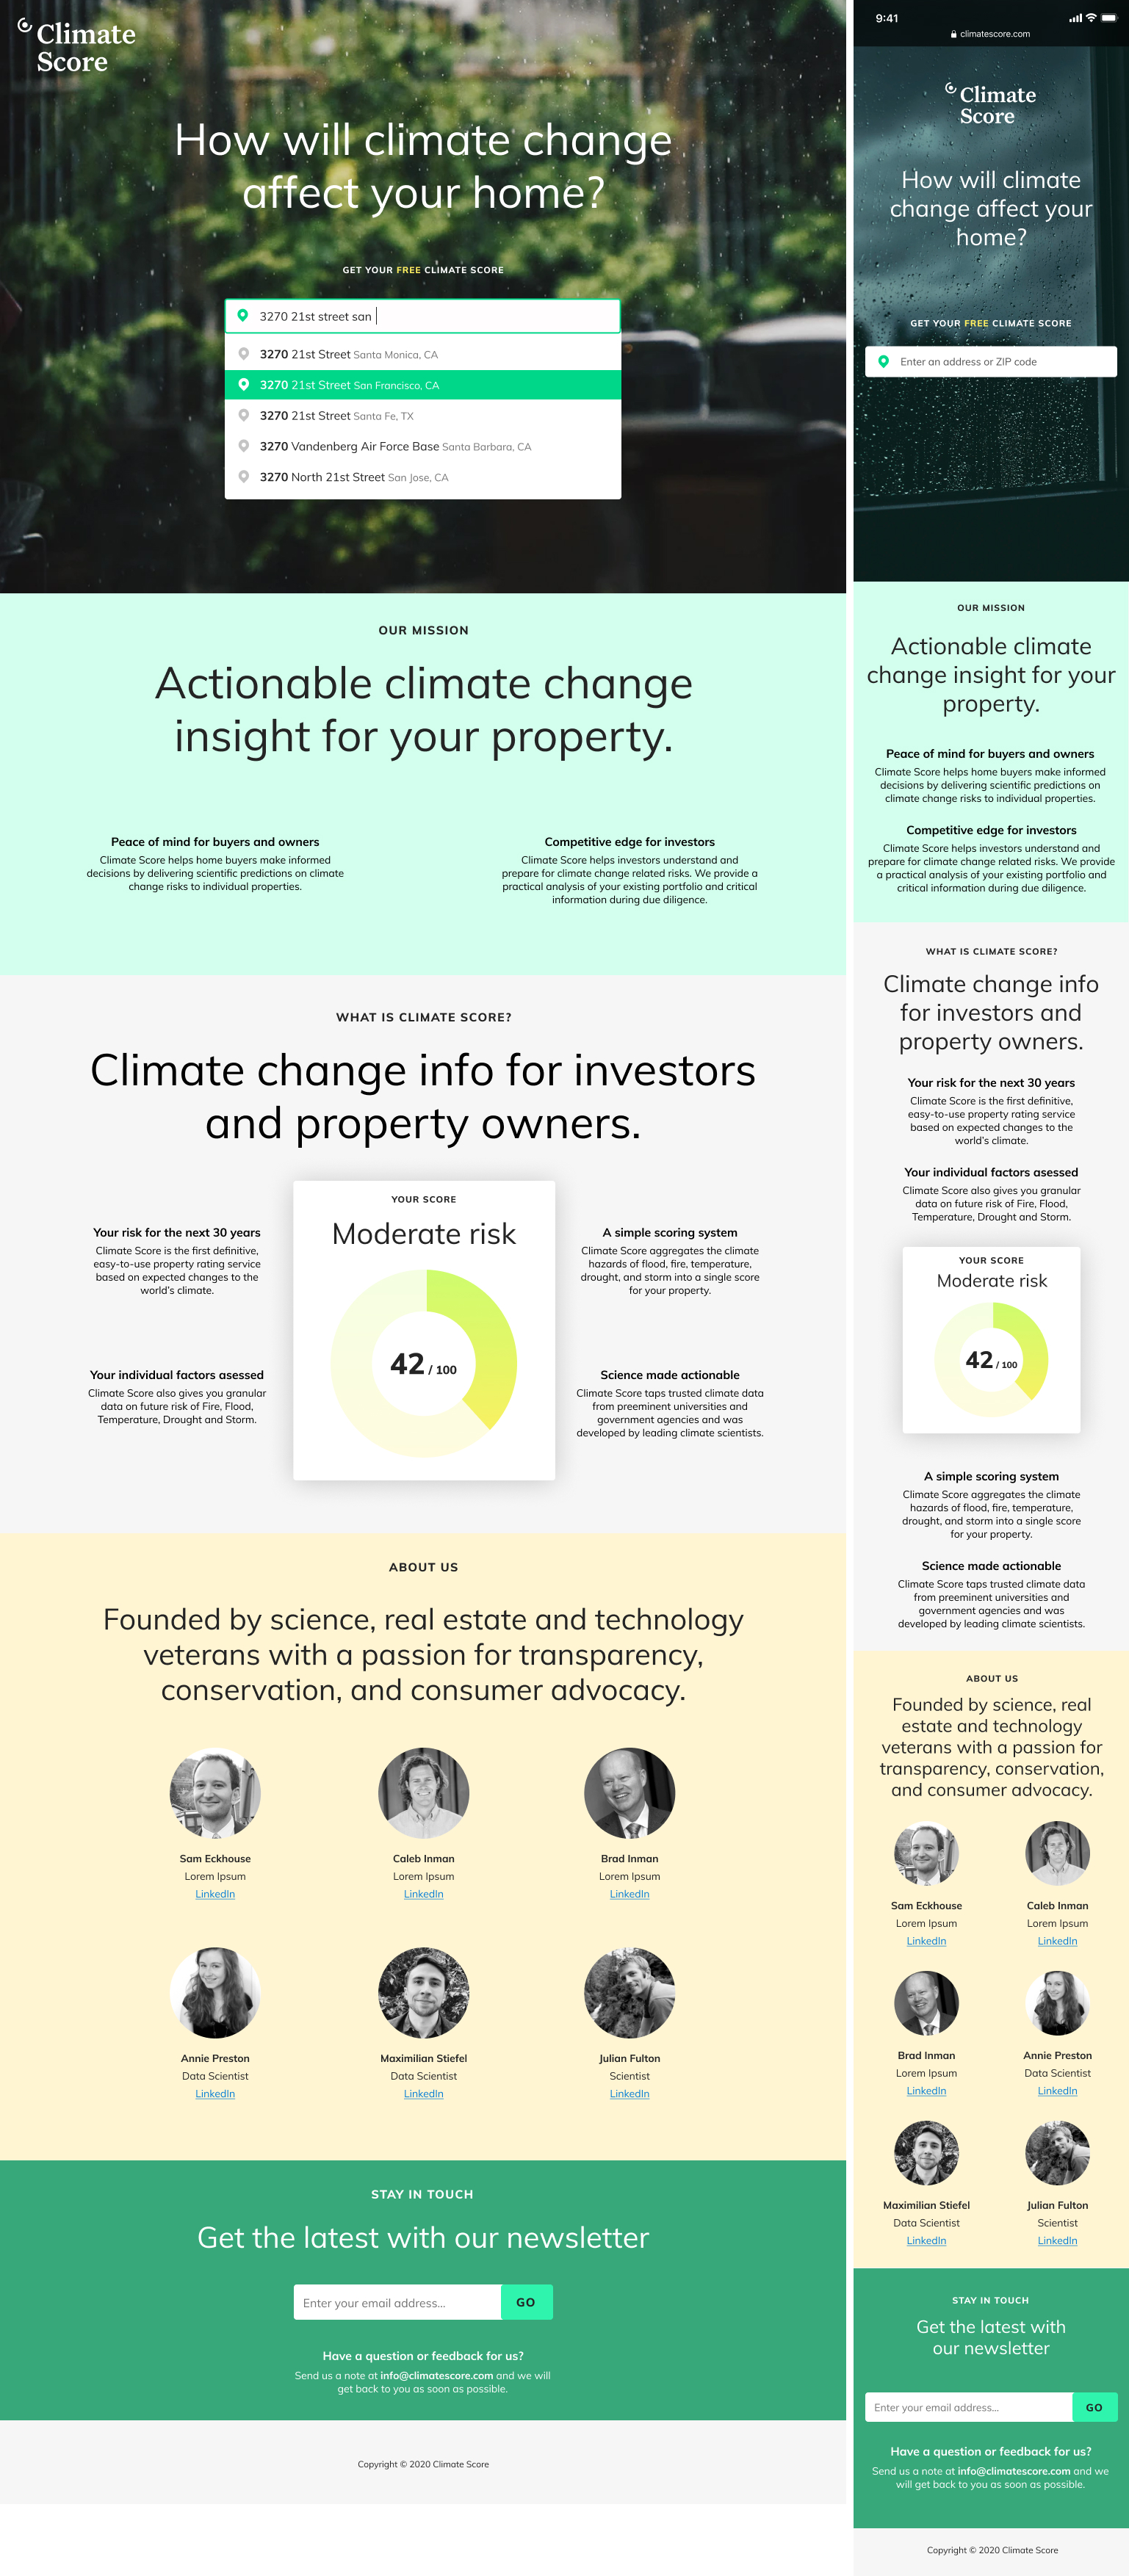 Climate
Score
How will climate change
affect your home?
GET YOUR FREE CLIMATE SCORE
3270 21st street san
3270 21st Street Santa Monica, CA
3270 21st Street San Francisco, CA
3270 21st Street Santa Fe, TX
3270 Vandenberg Air Force Base Santa Barbara, CA
3270 North 21st Street San Jose, CA
OUR MISSION
Actionable climate change
insight for your property.
Peace of mind for buyers and owners
Climate Score helps home buyers make informed
decisions by delivering scientific predictions on climate
change risks to individual properties.
Competitive edge for investors
Climate Score helps investors understand and
prepare for climate change related risks. We provide a
practical analysis of your existing portfolio and critical
information during due diligence.
WHAT IS CLIMATE SCORE?
Climate change info for investors
and property owners.
Your risk for the next 30 years
Climate Score is the first definitive,
easy-to-use property rating service
based on expected changes to the
world's climate.
Your individual factors asessed
Climate Score also gives you granular
data on future risk of Fire, Flood,
Temperature, Drought and Storm.
YOUR SCORE
Moderate risk
42 / 100
A simple scoring system
Climate Score aggregates the climate
hazards of flood, fire, temperature,
drought, and storm into a single score
for your property.
Science made actionable
Climate Score taps trusted climate data
from preeminent universities and
government agencies and was
developed by leading climate scientists.
ABOUT US
Founded by science, real estate and technology
veterans with a passion for transparency,
conservation, and consumer advocacy.
Sam Eckhouse
Lorem Ipsum
LinkedIn
Caleb Inman
Lorem Ipsum
LinkedIn
Brad Inman
Lorem Ipsum
LinkedIn
Annie Preston
Data Scientist
LinkedIn
Maximilian Stiefel
Data Scientist
LinkedIn
Julian Fulton
Scientist
LinkedIn
STAY IN TOUCH
Get the latest with our newsletter
Enter your email address...
GO
Have a question or feedback for us?
Send us a note at info@climatescore.com and we will
get back to you as soon as possible.
Copyright © 2020 Climate Score
9:41
climatescore.com
Climate
Score
How will climate
change affect your
home?
GET YOUR FREE CLIMATE SCORE
Enter an address or ZIP code
OUR MISSION
Actionable climate
change insight for your
property.
Peace of mind for buyers and owners
Climate Score helps home buyers make informed
decisions by delivering scientific predictions on
climate change risks to individual properties.
Competitive edge for investors
Climate Score helps investors understand and
prepare for climate change related risks. We provide
a practical analysis of your existing portfolio and
critical information during due diligence.
WHAT IS CLIMATE SCORE?
Climate change info
for investors and
property owners.
Your risk for the next 30 years
Climate Score is the first definitive,
easy-to-use property rating service
based on expected changes to the
world's climate.
Your individual factors asessed
Climate Score also gives you granular
data on future risk of Fire, Flood,
Temperature, Drought and Storm.
YOUR SCORE
Moderate risk
42 / 100
A simple scoring system
Climate Score aggregates the climate
hazards of flood, fire, temperature,
drought, and storm into a single score
for your property.
Science made actionable
Climate Score taps trusted climate data
from preeminent universities and
government agencies and was
developed by leading climate scientists.
ABOUT US
Founded by science, real
estate and technology
veterans with a passion for
transparency, conservation,
and consumer advocacy.
Sam Eckhouse
Lorem Ipsum
LinkedIn
Caleb Inman
Lorem Ipsum
LinkedIn
Brad Inman
Lorem Ipsum
LinkedIn
Annie Preston
Data Scientist
LinkedIn
Maximilian Stiefel
Data Scientist
LinkedIn
Julian Fulton
Scientist
LinkedIn
STAY IN TOUCH
Get the latest with
our newsletter
Enter your email address...
GO
Have a question or feedback for us?
Send us a note at info@climatescore.com and we
will get back to you as soon as possible.
Copyright © 2020 Climate Score